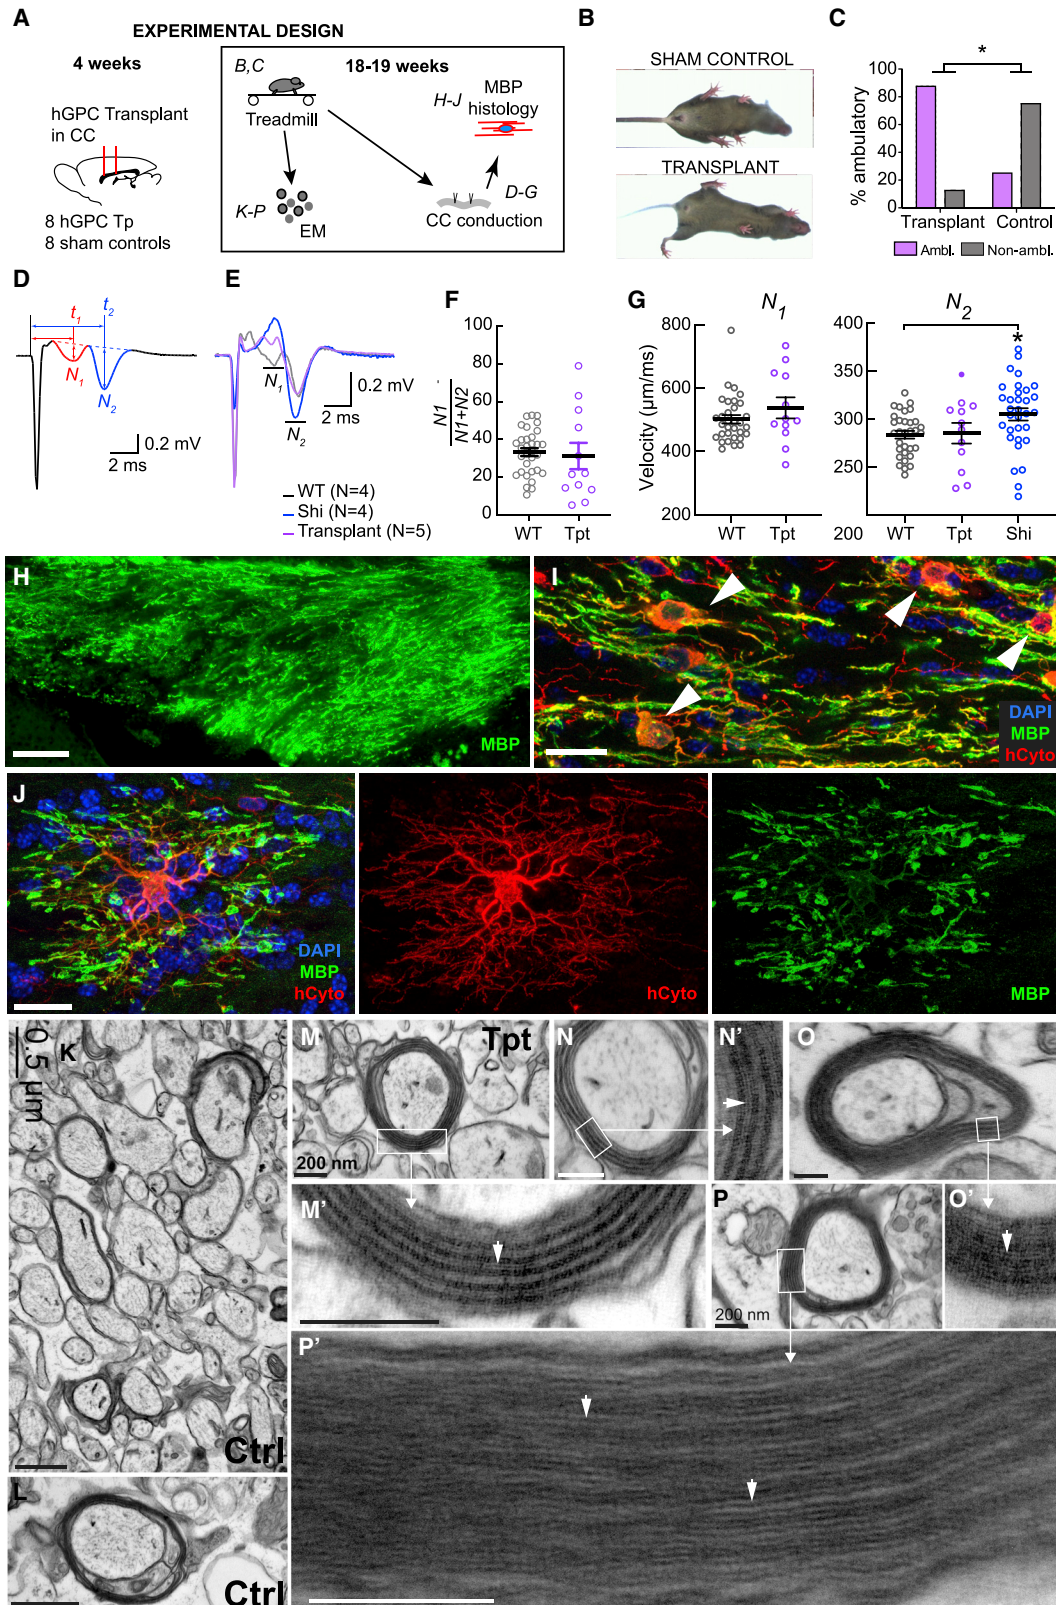 A
EXPERIMENTAL DESIGN
4 weeks
hGPC Transplant
in CC
8 hGPC Tp
8 sham controls
B,C
18-19 weeks
Treadmill
H-J
MBP
histology
K-P
EM
D-G
CC conduction
B
SHAM CONTROL
TRANSPLANT
C
*
% ambulatory
100
80
60
40
20
0
Transplant Control
Ambl. Non-ambl.
D
t1
t2
N1
N2
0.2 mV
2 ms
E
N1
N2
0.2 mV
2 ms
WT (N=4)
Shi (N=4)
Transplant (N=5)
F
N1
N1+N2
100
80
60
40
20
0
WT Tpt
G
N1
Velocity (µm/ms)
800
600
400
200
WT Tpt
N2
*
400
350
300
250
200
200
WT Tpt Shi
H
MBP
I
DAPI
MBP
hCyto
J
DAPI
MBP
hCyto
hCyto
MBP
K
0.5 µm
Ctrl
L
Ctrl
M
Tpt
200 nm
N
N'
O
M'
P
200 nm
O'
P'